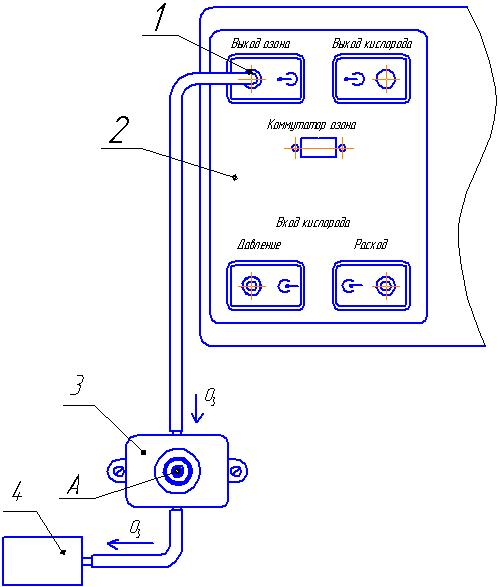 1
Выход озона
Выход кислорода
Коммутатор озона
2
Вход кислорода
Давление
Расход
3
O3
А
4
O3